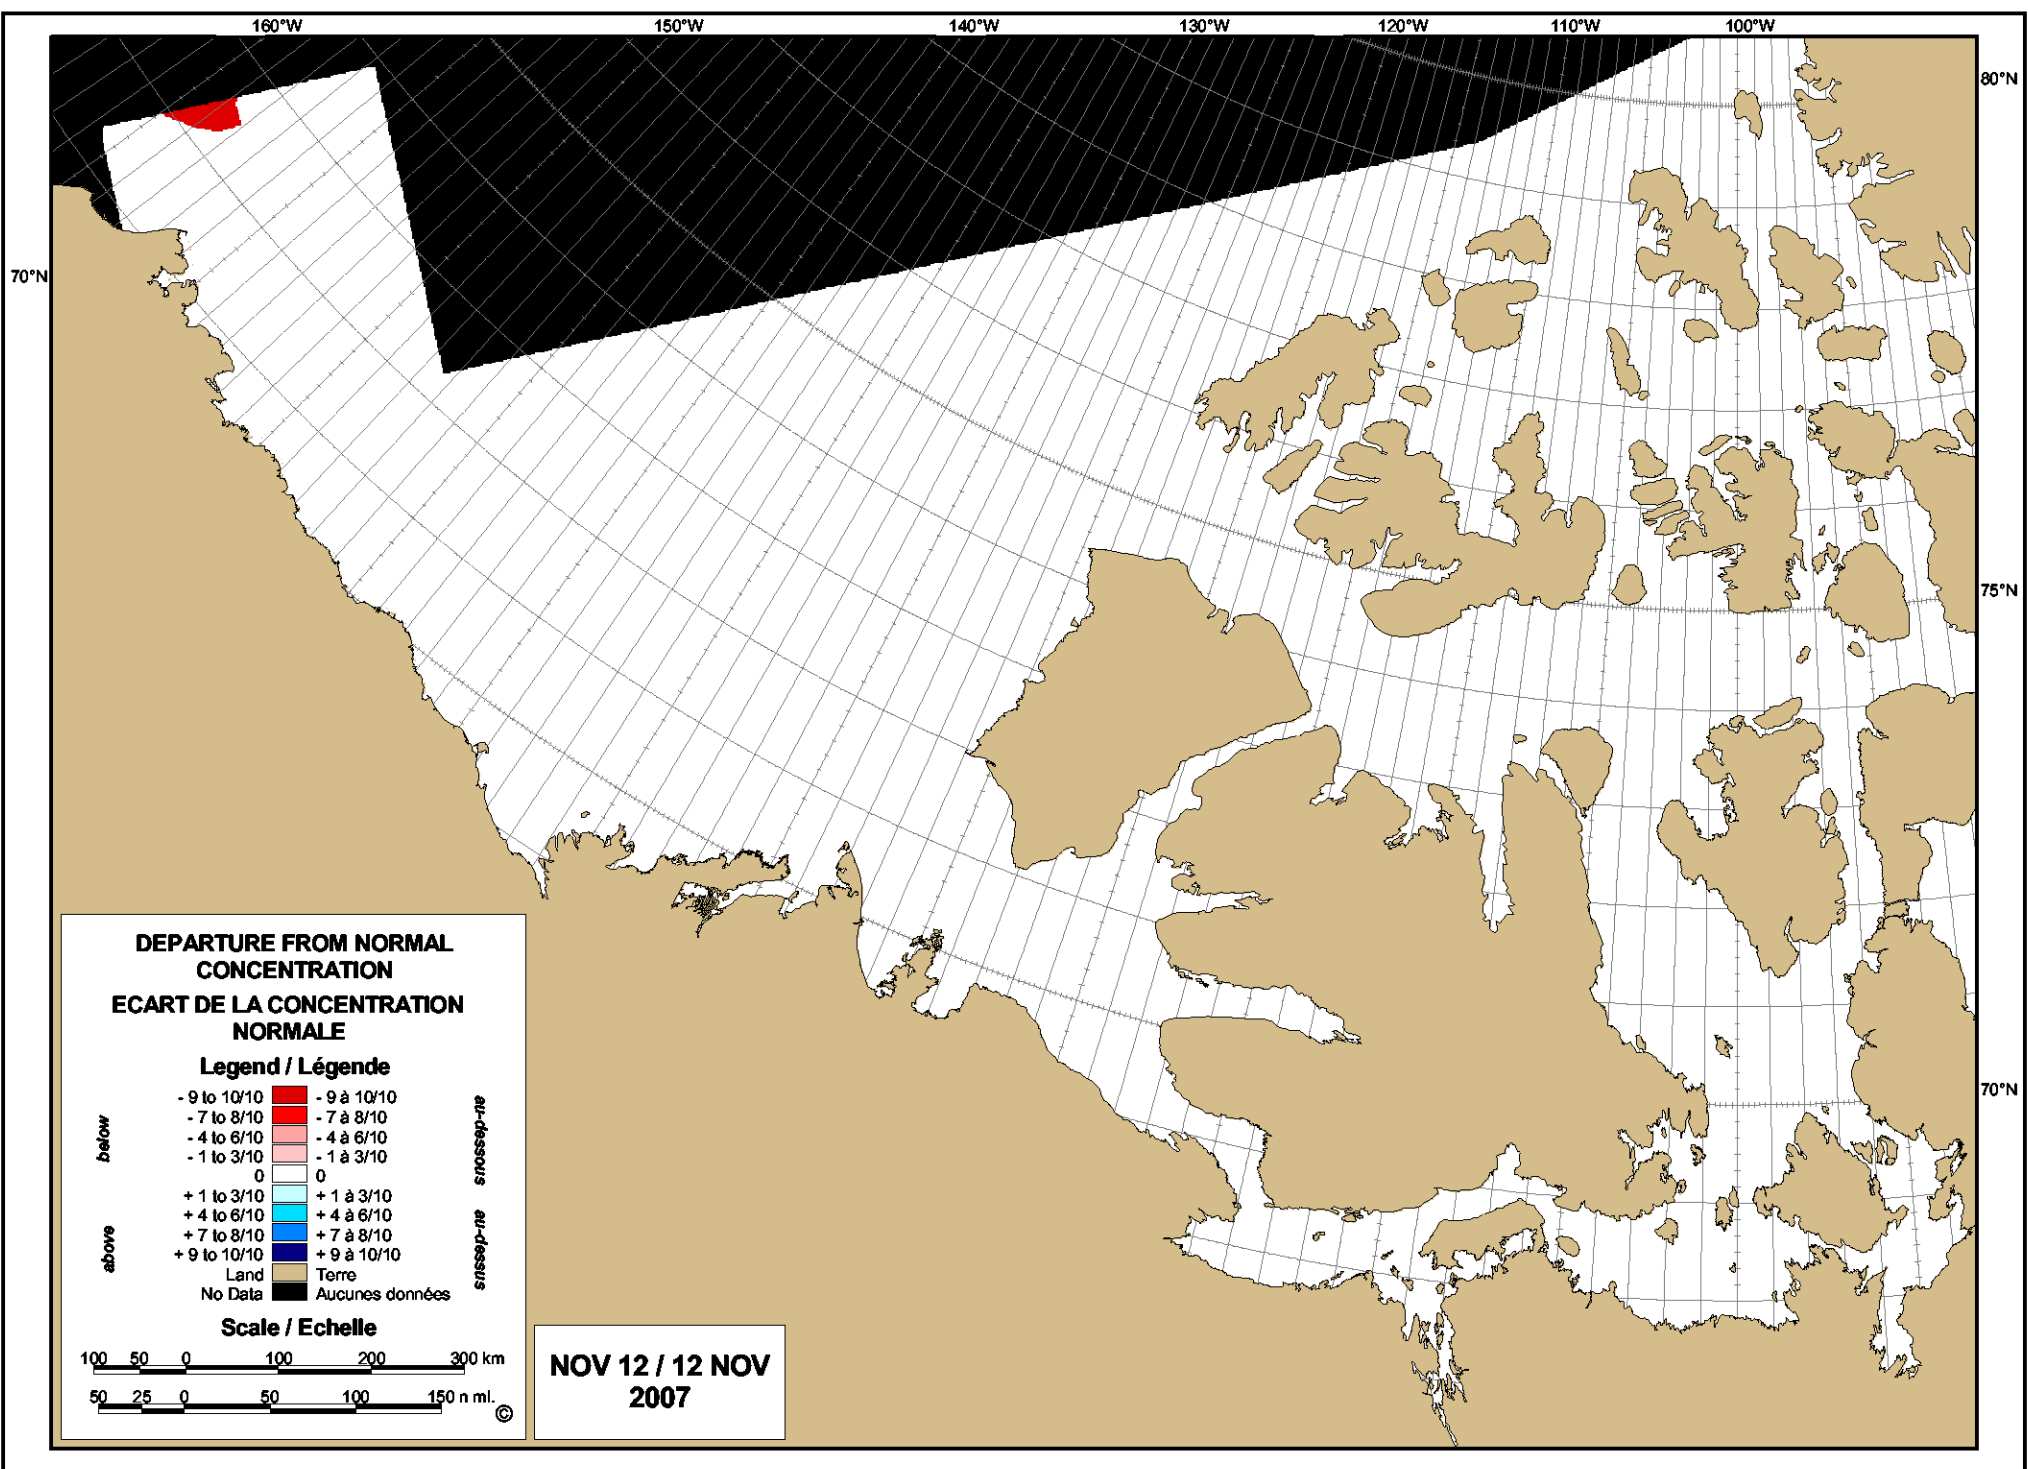 160°W 150°W 140°W 130°W 120°W 110°W 100°W
80°N
70°N
75°N
70°N
DEPARTURE FROM NORMAL
CONCENTRATION
ECART DE LA CONCENTRATION
NORMALE
Legend / Légende
below
above
- 9 to 10/10 - 9 à 10/10
- 7 to 8/10 - 7 à 8/10
- 4 to 6/10 - 4 à 6/10
- 1 to 3/10 - 1 à 3/10
0 0
+ 1 to 3/10 + 1 à 3/10
+ 4 to 6/10 + 4 à 6/10
+ 7 to 8/10 + 7 à 8/10
+ 9 to 10/10 + 9 à 10/10
Land Terre
No Data Aucunes données
au-dessous
au-dessus
Scale / Echelle
100 50 0 100 200 300 km
50 25 0 50 100 150 n ml.
©
NOV 12 / 12 NOV
2007